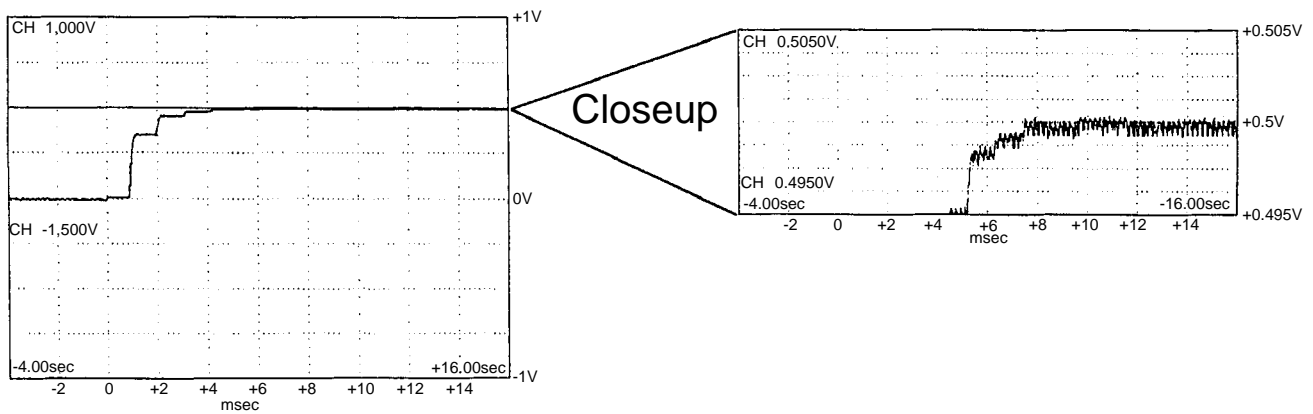 CH 1,000V
+1V
0V
CH -1,500V
-4.00sec
+16.00sec
-1V
-2 0 +2 +4 +6 +8 +10 +12 +14
msec
Closeup
CH 0.5050V
+0.505V
+0.5V
CH 0.4950V
-4.00sec
-16.00sec
+0.495V
-2 0 +2 +4 +6 +8 +10 +12 +14
msec